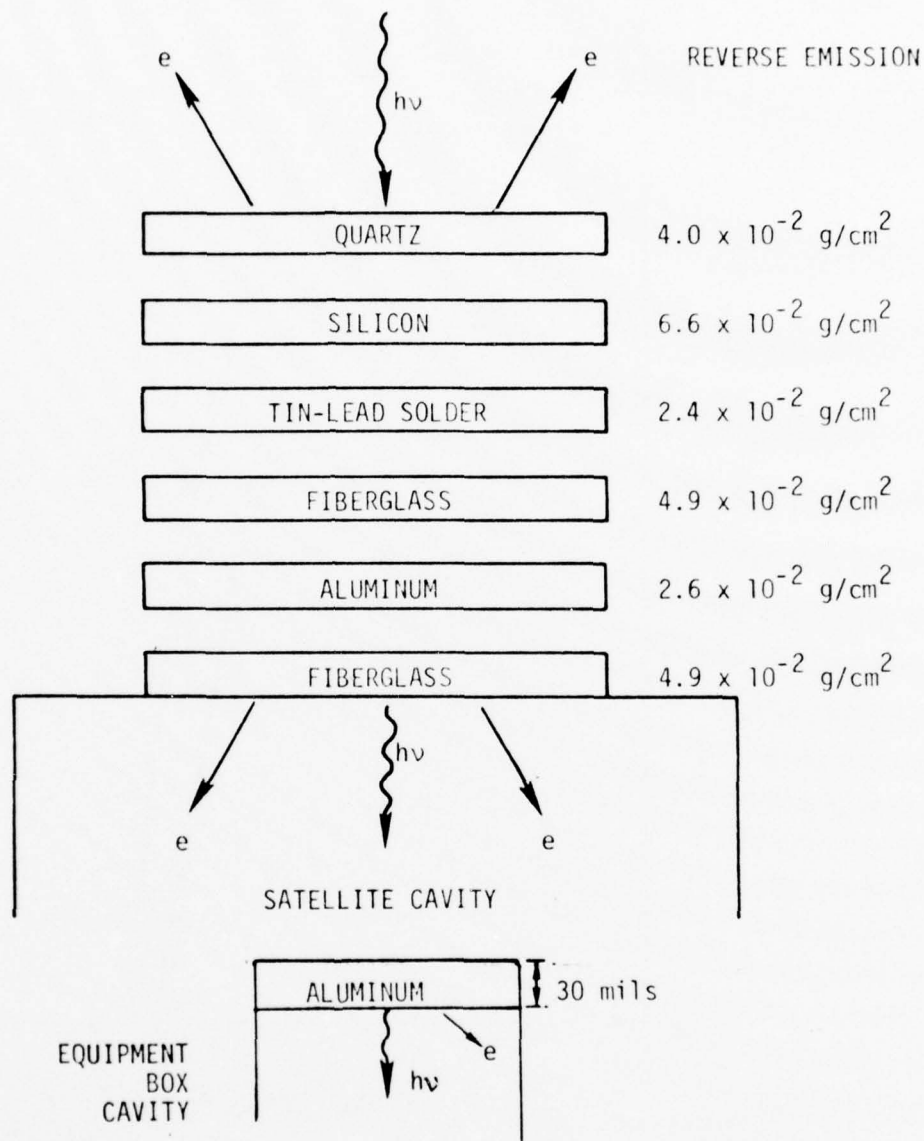 e
hν
e
REVERSE EMISSION
QUARTZ
4.0 x 10⁻² g/cm²
SILICON
6.6 x 10⁻² g/cm²
TIN-LEAD SOLDER
2.4 x 10⁻² g/cm²
FIBERGLASS
4.9 x 10⁻² g/cm²
ALUMINUM
2.6 x 10⁻² g/cm²
FIBERGLASS
4.9 x 10⁻² g/cm²
hν
e
e
SATELLITE CAVITY
ALUMINUM
30 mils
e
hν
EQUIPMENT
BOX
CAVITY